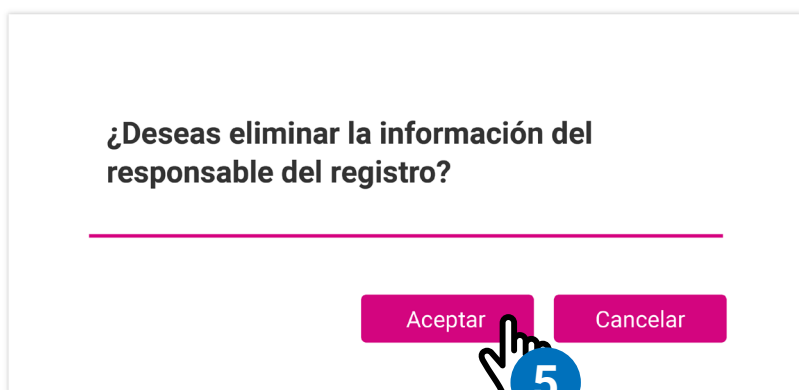 ¿Deseas eliminar la información del
responsable del registro?
Aceptar
Cancelar
5